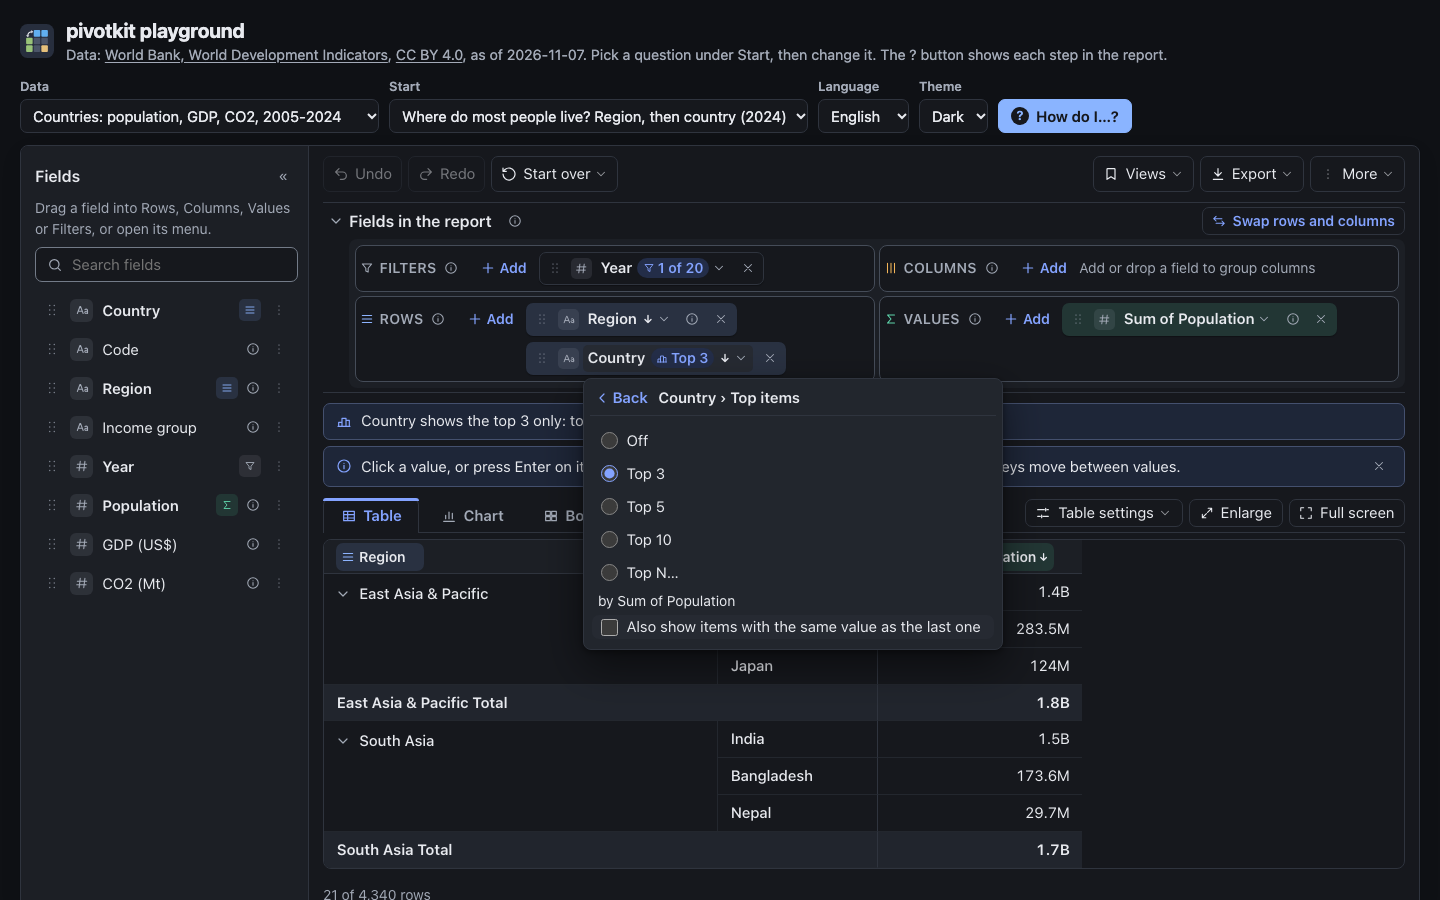 pivotkit playground
Data: World Bank, World Development Indicators, CC BY 4.0, as of 2026-11-07. Pick a question under Start, then change it. The ? button shows each step in the report.
Data
Start
Language
Theme
Countries: population, GDP, CO2, 2005-2024
Where do most people live? Region, then country (2024)
English
Dark
? How do I...?
Fields «
Drag a field into Rows, Columns, Values
or Filters, or open its menu.
Search fields
Aa Country
Aa Code
Aa Region
Aa Income group
# Year
# Population Σ
# GDP (US$)
# CO2 (Mt)
Undo
Redo
Start over
Views
Export
More
Fields in the report
Swap rows and columns
FILTERS
+ Add
# Year 1 of 20
COLUMNS
+ Add
Add or drop a field to group columns
ROWS
+ Add
Aa Region ↓
Aa Country Top 3 ↓
Σ VALUES
+ Add
# Sum of Population
Back Country › Top items
Off
Top 3
Top 5
Top 10
Top N...
by Sum of Population
Also show items with the same value as the last one
Country shows the top 3 only: to
Click a value, or press Enter on it
eys move between values.
Table
Chart
Bo
Table settings
Enlarge
Full screen
Region
ation ↓
East Asia & Pacific
1.4B
283.5M
Japan 124M
East Asia & Pacific Total 1.8B
South Asia
India 1.5B
Bangladesh 173.6M
Nepal 29.7M
South Asia Total 1.7B
21 of 4,340 rows